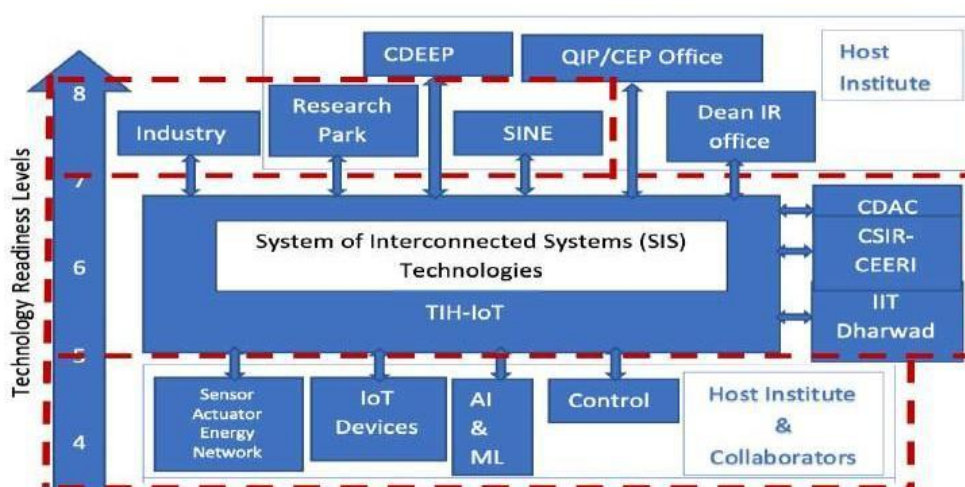 CDEEP
QIP/CEP Office
Host
Institute
8
Research
Park
Dean IR
office
Industry
SINE
7
System of Interconnected Systems (SIS)
Technologies
TIH-IoT
CDAC
CSIR-
CEERI
IIT
Dharwad
6
Technology Readiness Levels
5
Sensor
Actuator
Energy
Network
IoT
Devices
AI
&
ML
Control
Host Institute
&
Collaborators
4